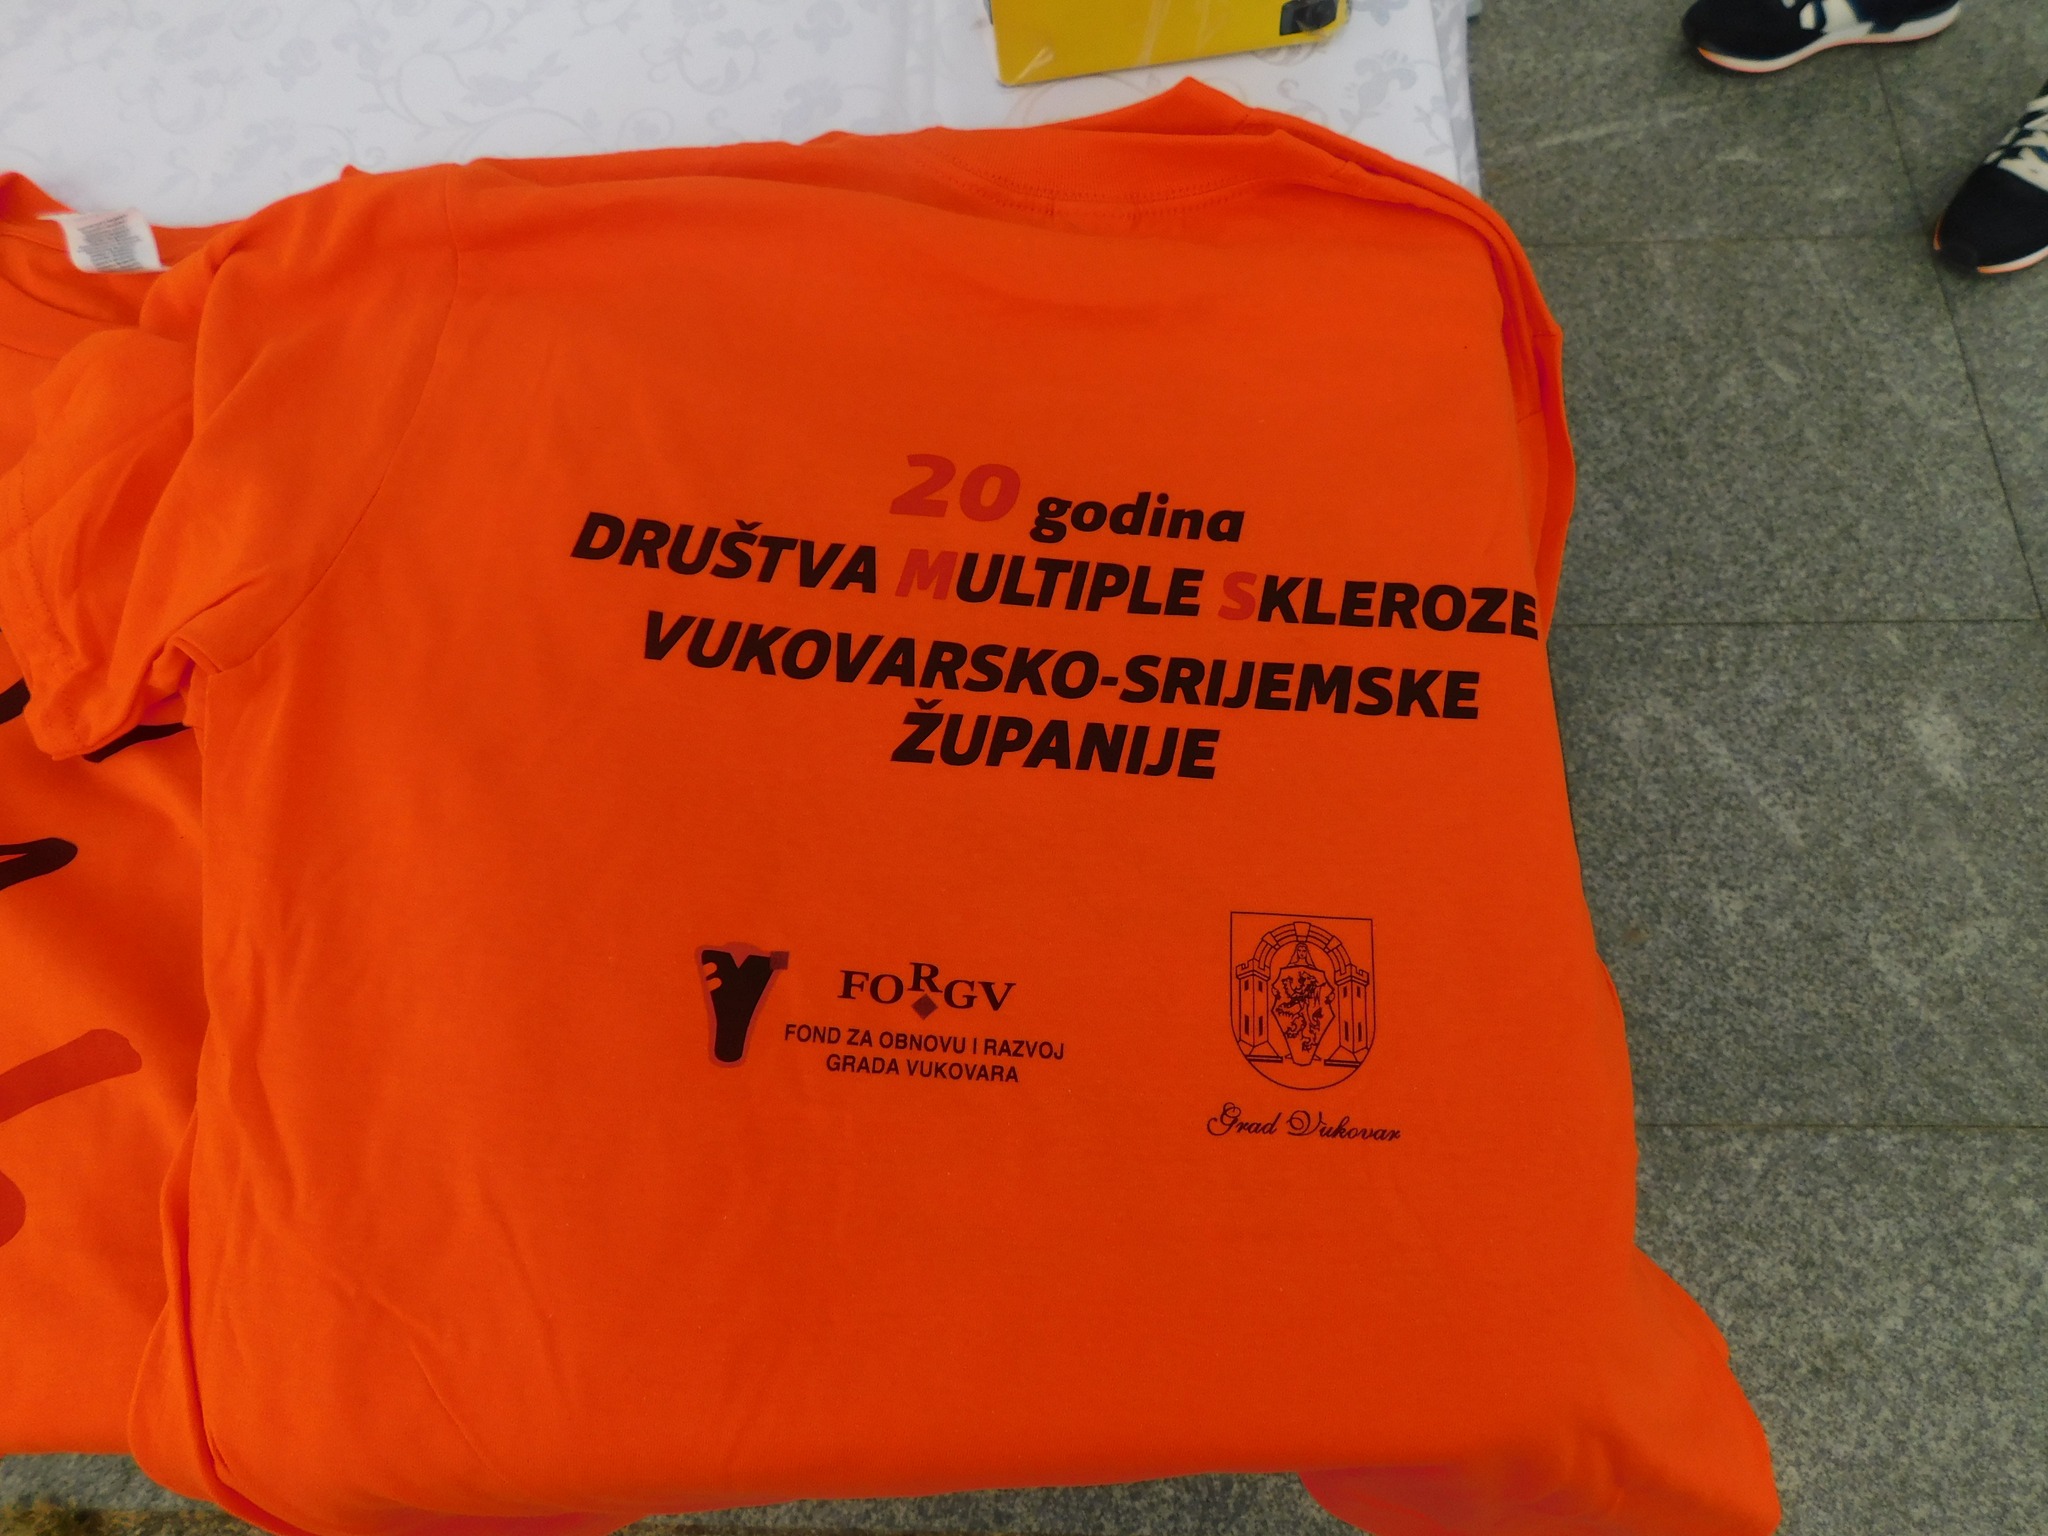 20 godina
DRUŠTVA MULTIPLE SKLEROZE
VUKOVARSKO-SRIJEMSKE
ŽUPANIJE
FORGV
FOND ZA OBNOVU I RAZVOJ
GRADA VUKOVARA
Grad Vukovar